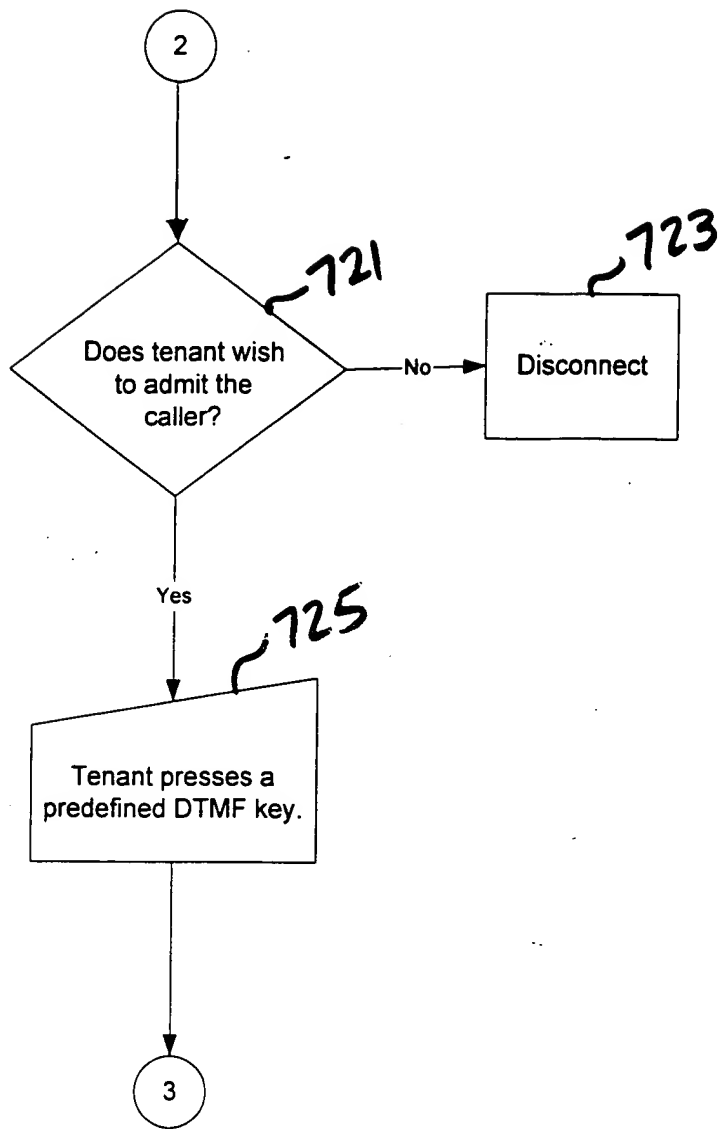 2
721
723
Does tenant wish
to admit the
caller?
No
Disconnect
Yes
725
Tenant presses a
predefined DTMF key.
3